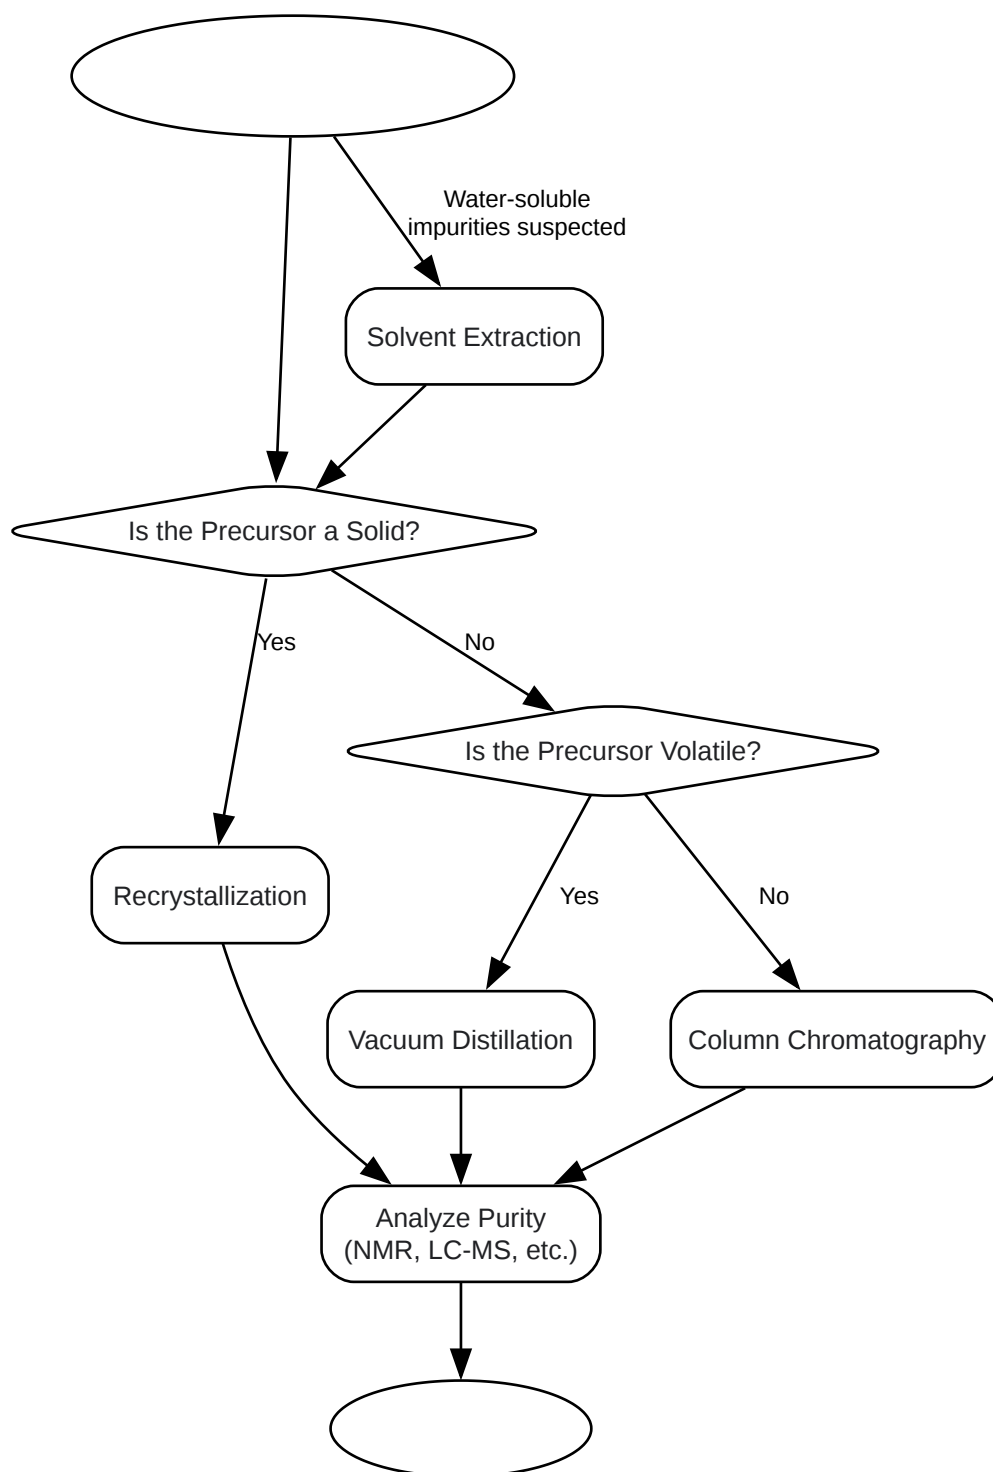 Water-soluble
impurities suspected
Solvent Extraction
Is the Precursor a Solid?
Yes
No
Is the Precursor Volatile?
Recrystallization
Yes
No
Vacuum Distillation
Column Chromatography
Analyze Purity
(NMR, LC-MS, etc.)